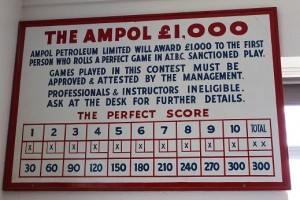 THE AMPOL £1,000
AMPOL PETROLEUM LIMITED WILL AWARD £1,000 TO THE FIRST
PERSON WHO ROLLS A PERFECT GAME IN A.T.B.C. SANCTIONED PLAY.
GAMES PLAYED IN THIS CONTEST MUST BE
APPROVED & ATTESTED BY THE MANAGEMENT.
PROFESSIONALS & INSTRUCTORS INELIGIBLE.
ASK AT THE DESK FOR FURTHER DETAILS.
THE PERFECT SCORE
1 2 3 4 5 6 7 8 9 10 TOTAL
X X X X X X X X X X X X
30 60 90 120 150 180 210 240 270 300 300